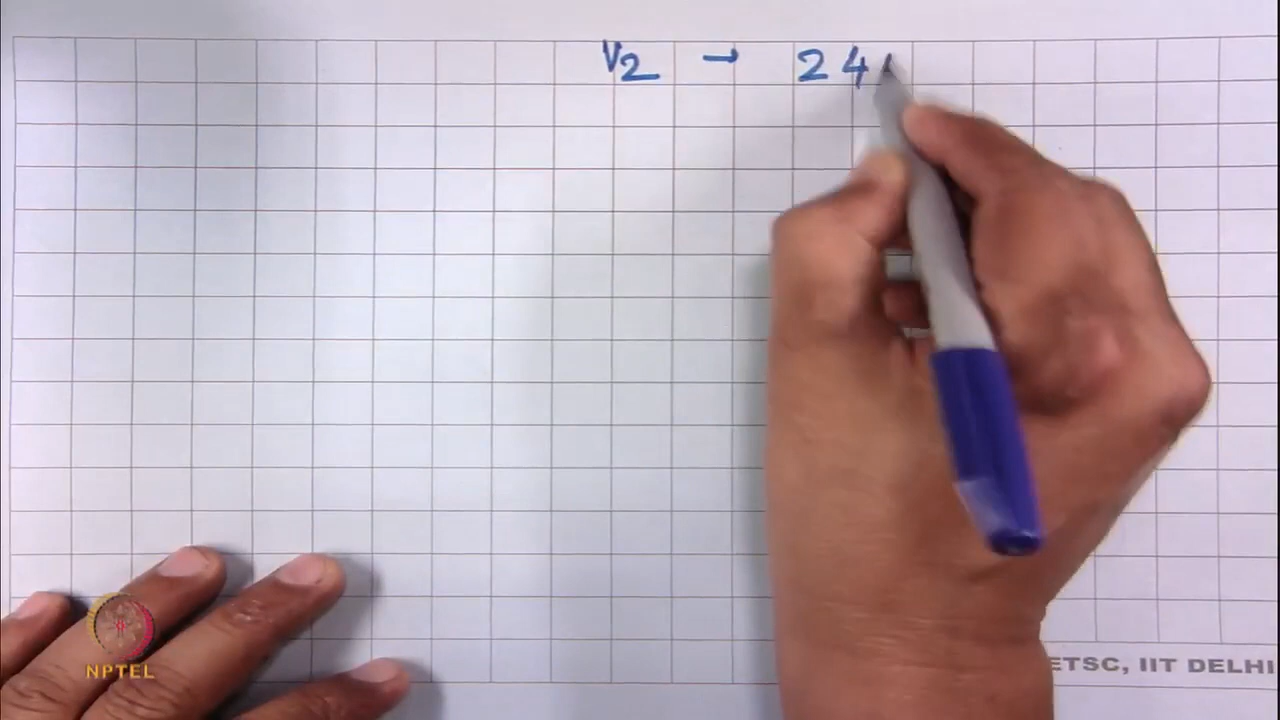 V2 → 24
NPTEL
ETSC, IIT DELHI